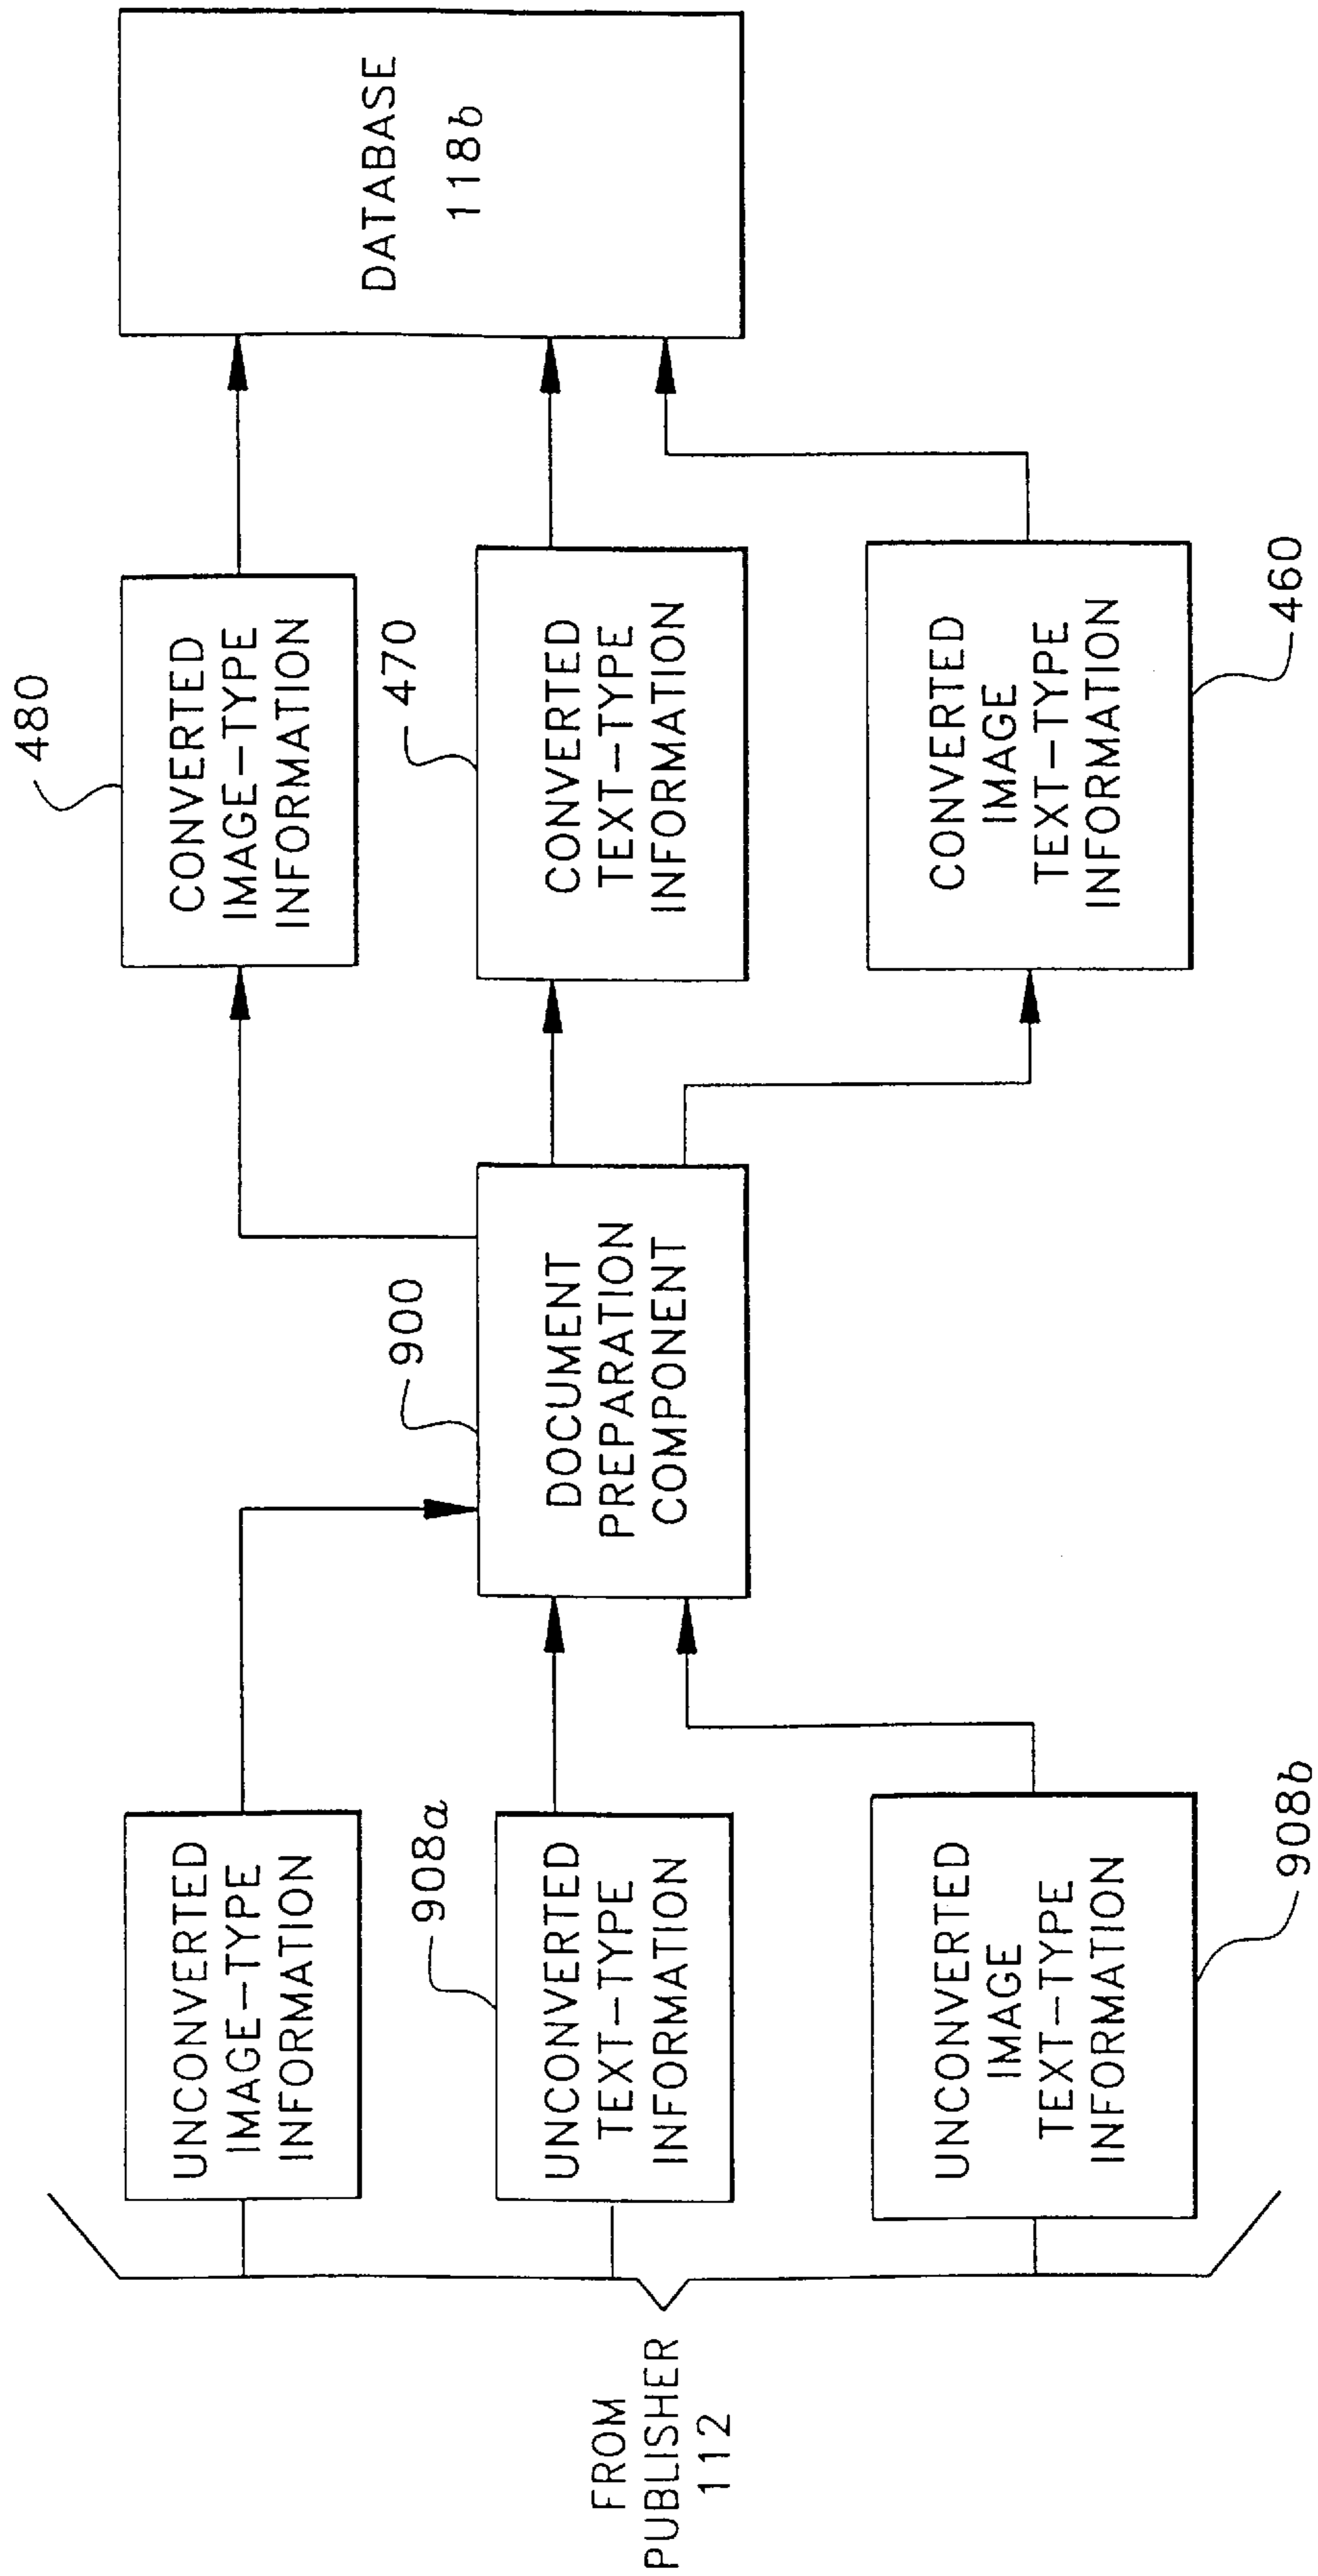 FROM
PUBLISHER
112
UNCONVERTED
IMAGE-TYPE
INFORMATION
908a
UNCONVERTED
TEXT-TYPE
INFORMATION
UNCONVERTED
IMAGE
TEXT-TYPE
INFORMATION
908b
900
DOCUMENT
PREPARATION
COMPONENT
480
CONVERTED
IMAGE-TYPE
INFORMATION
470
CONVERTED
TEXT-TYPE
INFORMATION
CONVERTED
IMAGE
TEXT-TYPE
INFORMATION
460
DATABASE
118b